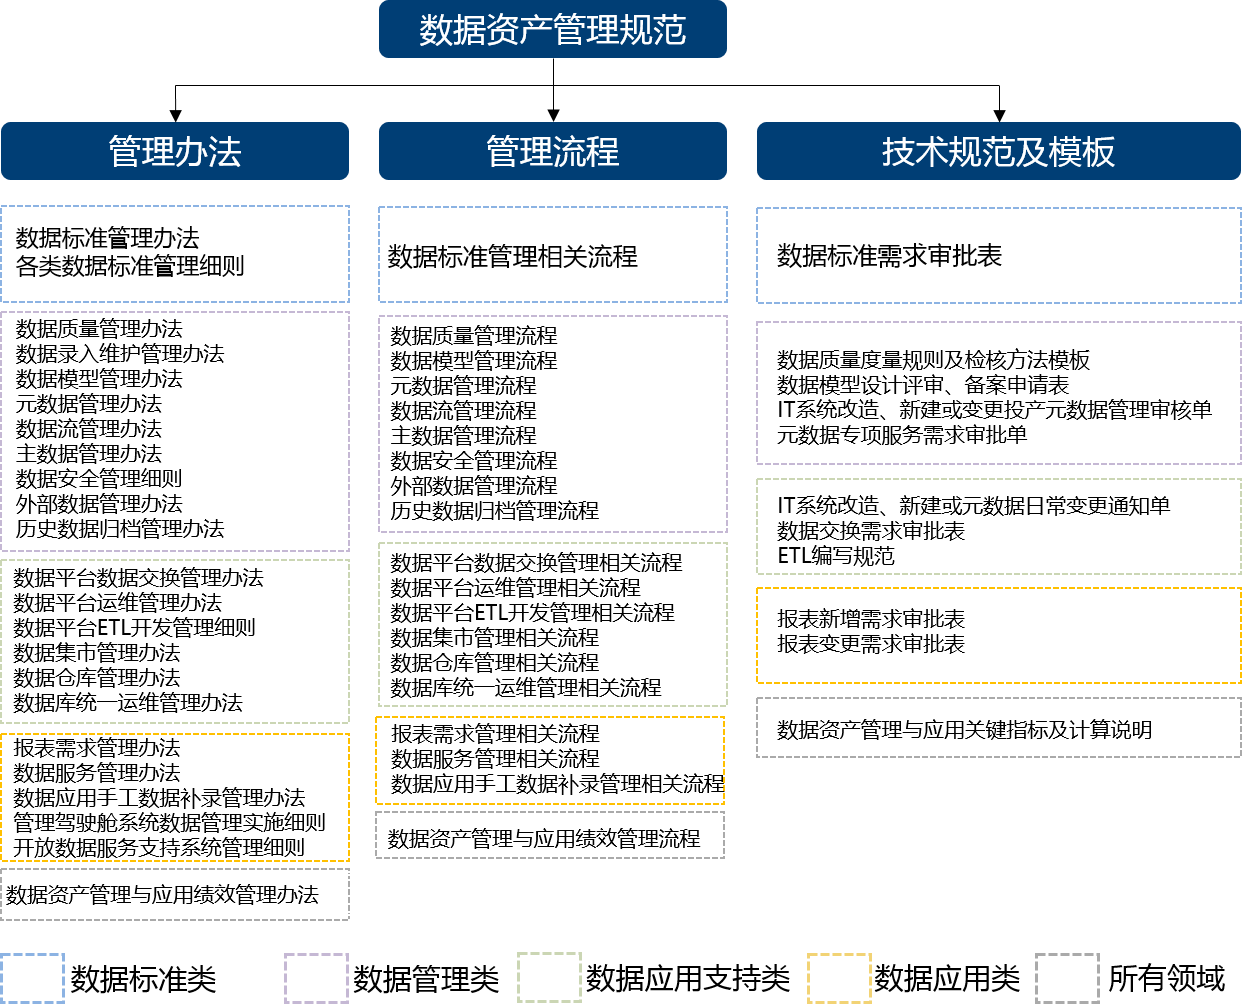 数据资产管理规范
管理办法
管理流程
技术规范及模板
数据标准管理办法
各类数据标准管理细则
数据标准管理相关流程
数据标准需求审批表
数据质量管理办法
数据录入维护管理办法
数据模型管理办法
元数据管理办法
数据流管理办法
主数据管理办法
数据安全管理细则
外部数据管理办法
历史数据归档管理办法
数据质量管理流程
数据模型管理流程
元数据管理流程
数据流管理流程
主数据管理流程
数据安全管理流程
外部数据管理流程
历史数据归档管理流程
数据质量度量规则及检核方法模板
数据模型设计评审、备案申请表
IT系统改造、新建或变更投产元数据管理审核单
元数据专项服务需求审批单
数据平台数据交换管理办法
数据平台运维管理办法
数据平台ETL开发管理细则
数据集市管理办法
数据仓库管理办法
数据库统一运维管理办法
数据平台数据交换管理相关流程
数据平台运维管理相关流程
数据平台ETL开发管理相关流程
数据集市管理相关流程
数据仓库管理相关流程
数据库统一运维管理相关流程
IT系统改造、新建或元数据日常变更通知单
数据交换需求审批表
ETL编写规范
报表需求管理办法
数据服务管理办法
数据应用手工数据补录管理办法
管理驾驶舱系统数据管理实施细则
开放数据服务支持系统管理细则
报表需求管理相关流程
数据服务管理相关流程
数据应用手工数据补录管理相关流程
报表新增需求审批表
报表变更需求审批表
数据资产管理与应用绩效管理办法
数据资产管理与应用绩效管理流程
数据资产管理与应用关键指标及计算说明
数据标准类
数据管理类
数据应用支持类
数据应用类
所有领域